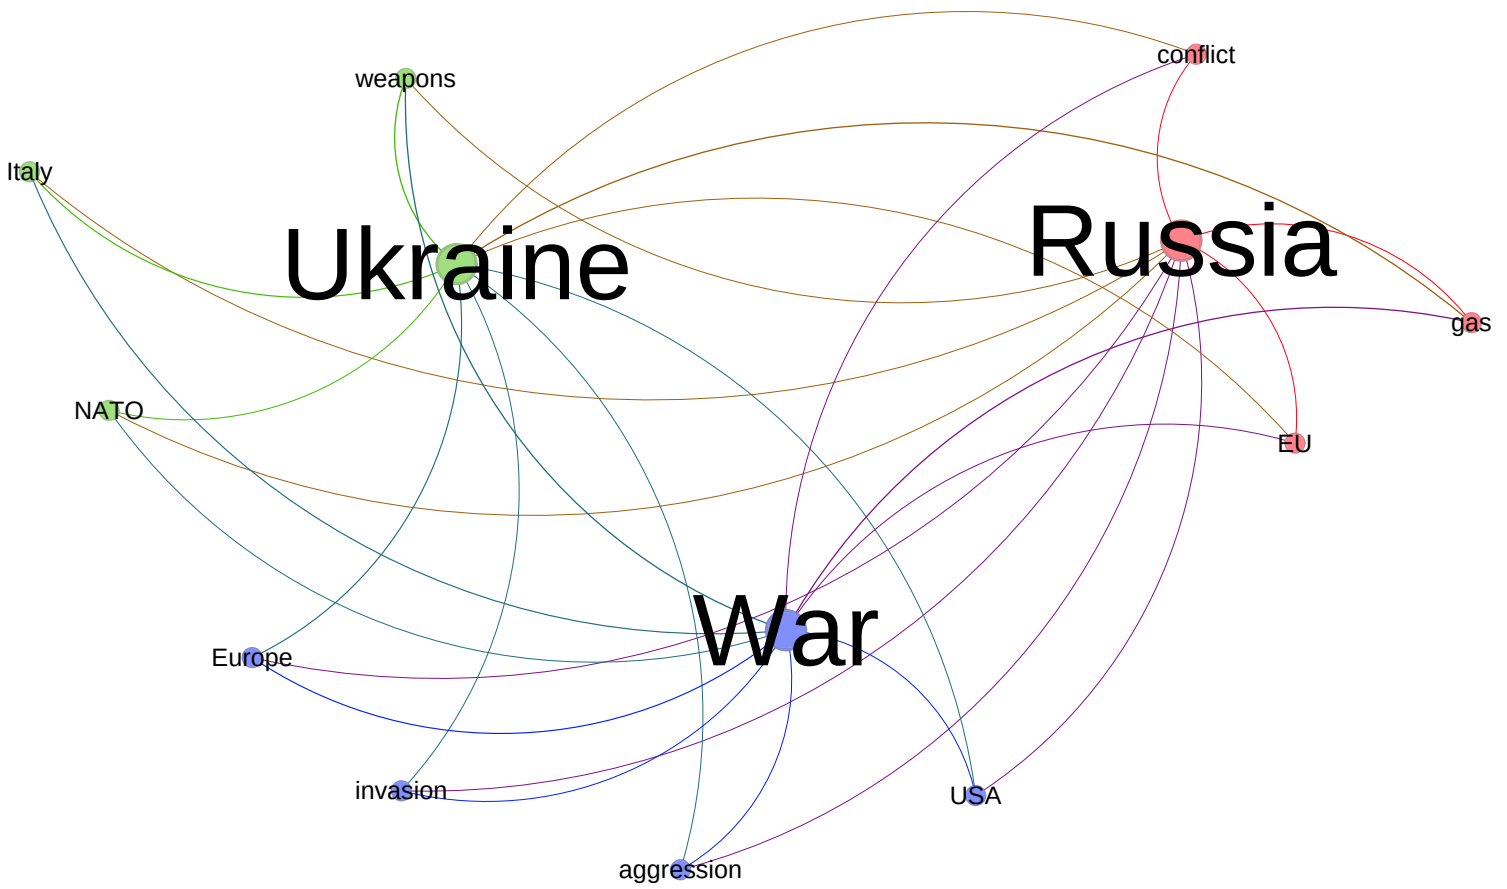 conflict
weapons
Italy
Russia
Ukraine
gas
NATO
EU
War
Europe
invasion
USA
aggression